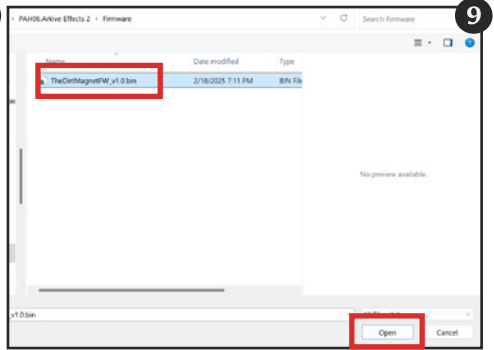 9
PAH06.Arkive Effects 2 › Firmware
Search Firmware
Name Date modified Type
TheDirtMagnetFW_v1.0.bin 2/18/2025 7:11 PM BIN File
No preview available.
_v1.0.bin
Open Cancel